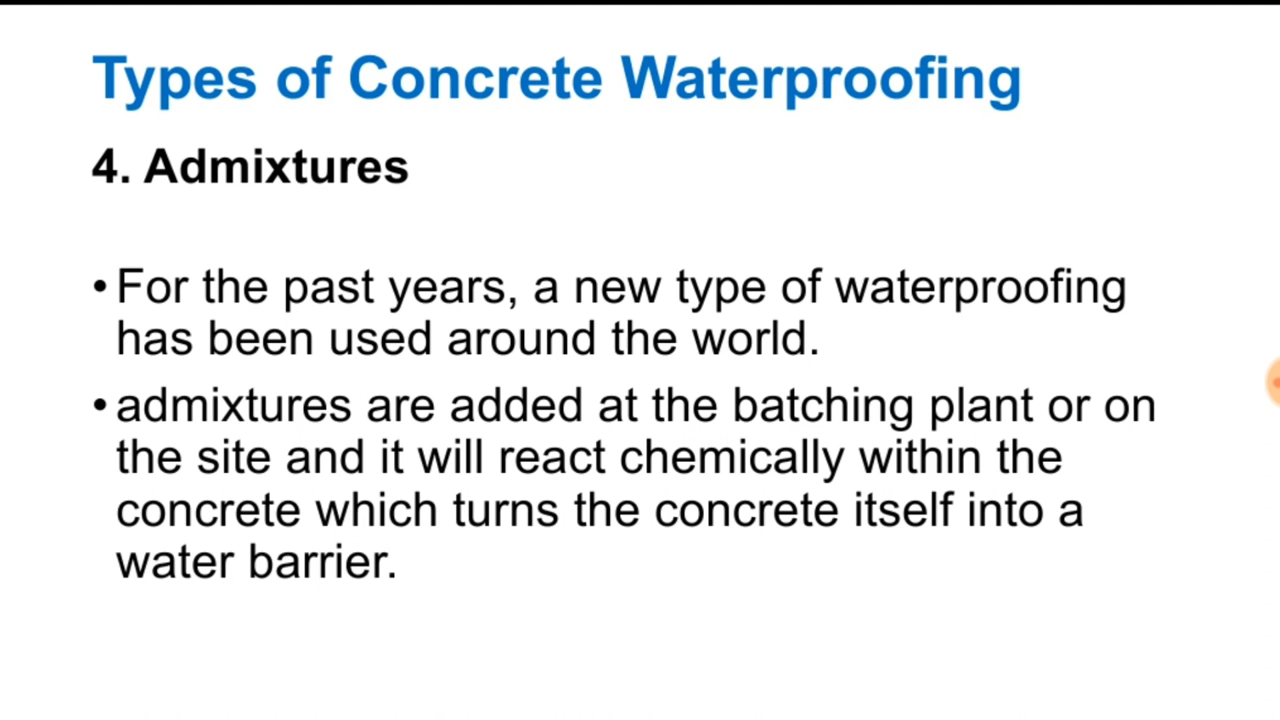 Types of Concrete Waterproofing
4. Admixtures
• For the past years, a new type of waterproofing
has been used around the world.
• admixtures are added at the batching plant or on
the site and it will react chemically within the
concrete which turns the concrete itself into a
water barrier.